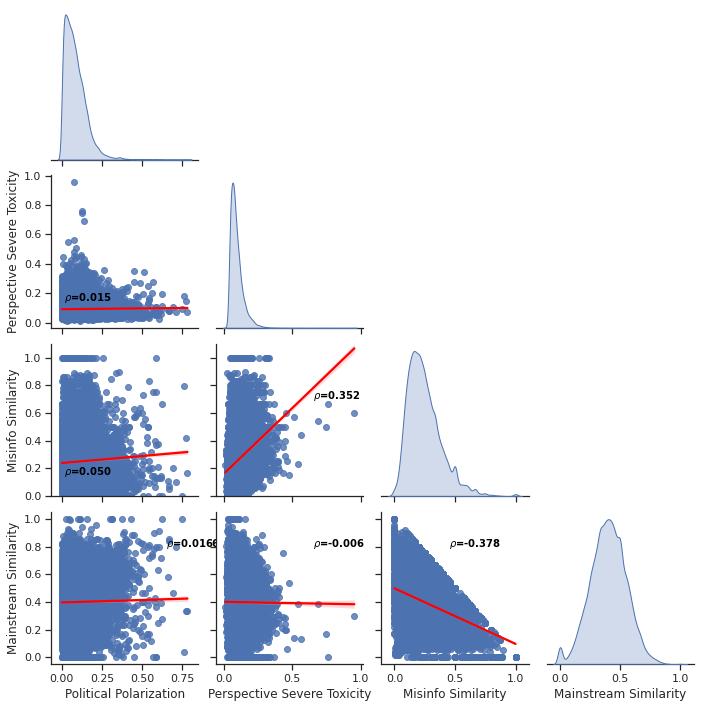 Perspective Severe Toxicity
1.0
0.8
0.6
0.4
0.2
0.0
ρ=0.015
Misinfo Similarity
1.0
0.8
0.6
0.4
0.2
0.0
ρ=0.050
ρ=0.352
Mainstream Similarity
1.0
0.8
0.6
0.4
0.2
0.0
ρ=0.016
ρ=-0.006
ρ=-0.378
0.00 0.25 0.50 0.75
0.0 0.5 1.0
0.0 0.5 1.0
0.0 0.5 1.0
Political Polarization
Perspective Severe Toxicity
Misinfo Similarity
Mainstream Similarity